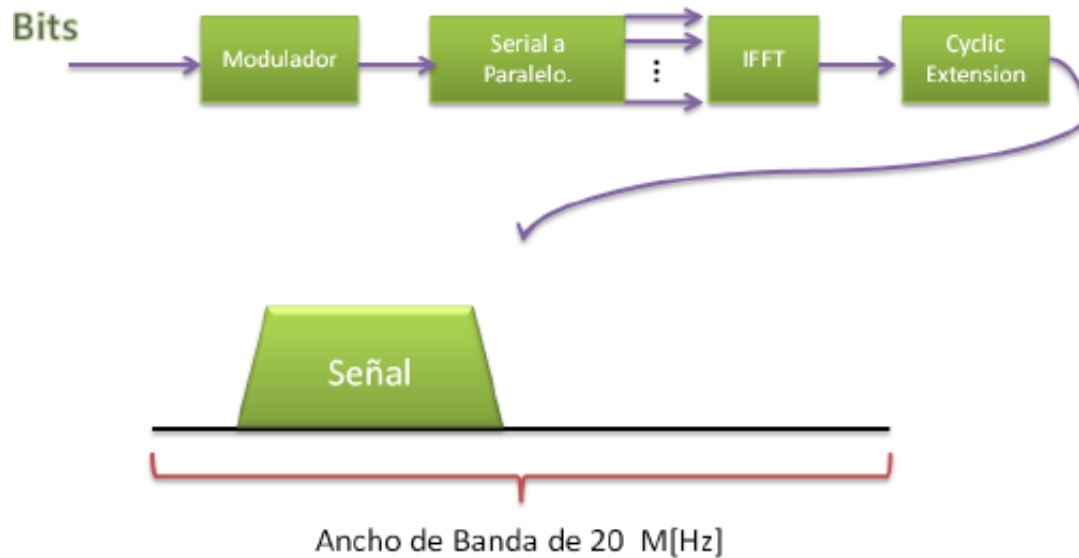 Bits
Modulador
Serial a
Paralelo.
IFFT
Cyclic
Extension
Señal
Ancho de Banda de 20 M[Hz]